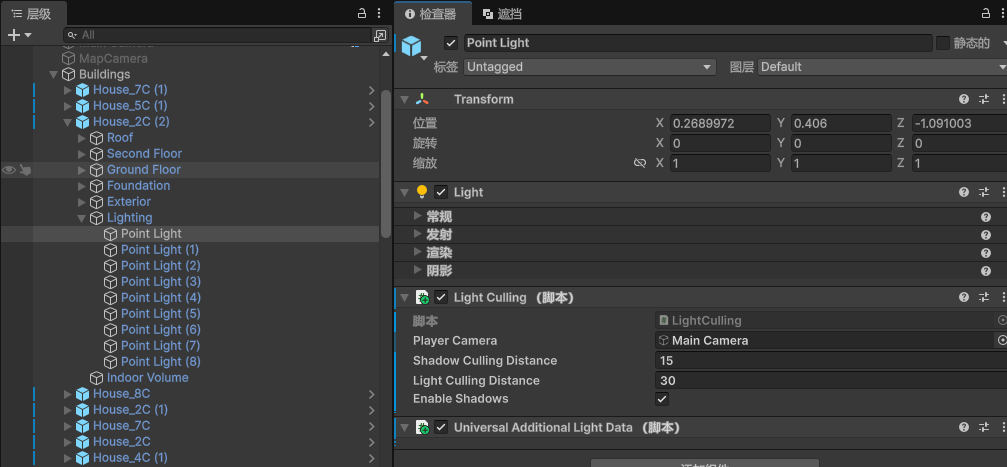 层级
All
Main Camera
MapCamera
Buildings
House_7C (1)
House_5C (1)
House_2C (2)
Roof
Second Floor
Ground Floor
Foundation
Exterior
Lighting
Point Light
Point Light (1)
Point Light (2)
Point Light (3)
Point Light (4)
Point Light (5)
Point Light (6)
Point Light (7)
Point Light (8)
Indoor Volume
House_8C
House_2C (1)
House_7C
House_2C
House_4C (1)
检查器 遮挡
Point Light 静态的
标签 Untagged 图层 Default
Transform
位置 X 0.2689972 Y 0.406 Z -1.091003
旋转 X 0 Y 0 Z 0
缩放 X 1 Y 1 Z 1
Light
常规
发射
渲染
阴影
Light Culling （脚本）
脚本 LightCulling
Player Camera Main Camera
Shadow Culling Distance 15
Light Culling Distance 30
Enable Shadows
Universal Additional Light Data （脚本）
添加组件